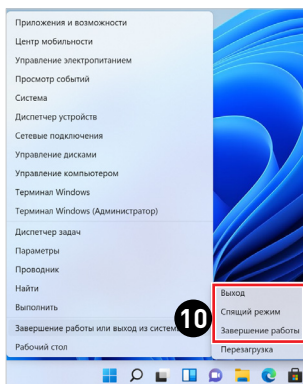 Приложения и возможности
Центр мобильности
Управление электропитанием
Просмотр событий
Система
Диспетчер устройств
Сетевые подключения
Управление дисками
Управление компьютером
Терминал Windows
Терминал Windows (Администратор)
Диспетчер задач
Параметры
Проводник
Найти
Выполнить
Завершение работы или выход из систем
Рабочий стол
10
Выход
Спящий режим
Завершение работы
Перезагрузка